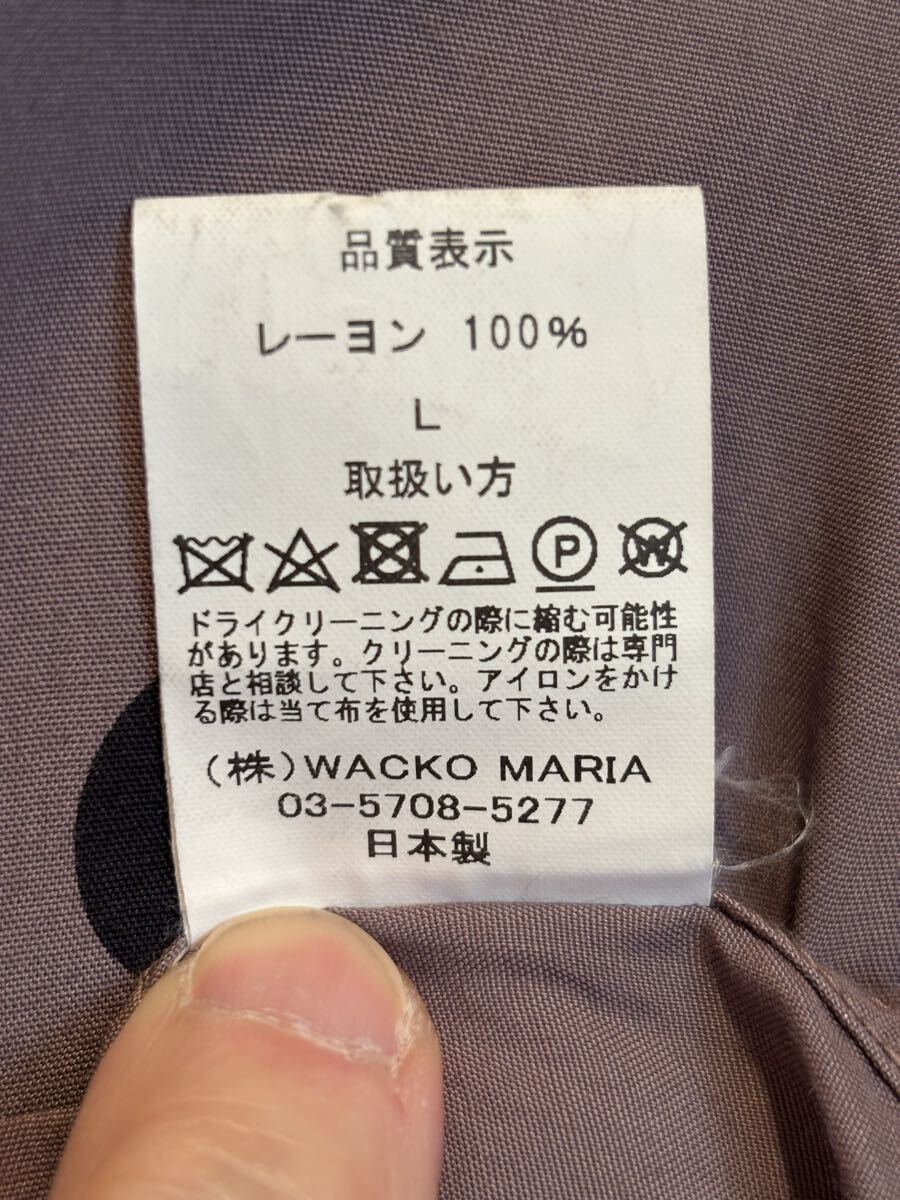 品質表示
レーヨン 100%
L
取扱い方
P W
ドライクリーニングの際に縮む可能性
があります。クリーニングの際は専門
店と相談して下さい。アイロンをかけ
る際は当て布を使用して下さい。
(株)WACKO MARIA
03-5708-5277
日本製